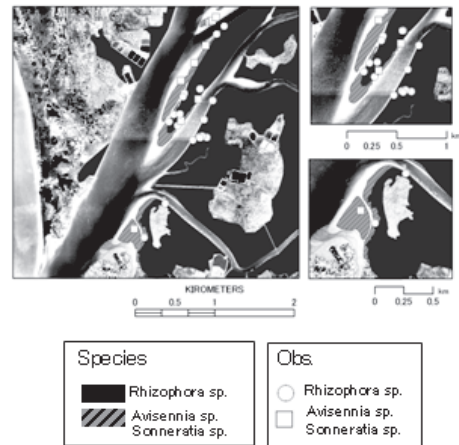 km
0 0.25 0.5 1
km
0 0.25 0.5
KIROMETERS
0 0.5 1 2
Species
Rhizophora sp.
Avisennia sp.
Sonneratia sp.
Obs.
Rhizophora sp.
Avisennia sp.
Sonneratia sp.